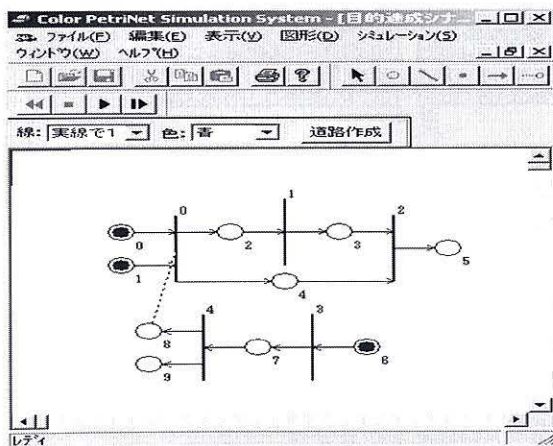 Color PetriNet Simulation System - [目的達成シナ...
ファイル(F) 編集(E) 表示(V) 図形(D) シミュレーション(S)
ウィンドウ(W) ヘルプ(H)
線: 実線で1 色: 青 道路作成
0 1 2
0 2 3 5
1 4
4 3
8 7 6
9
レディ